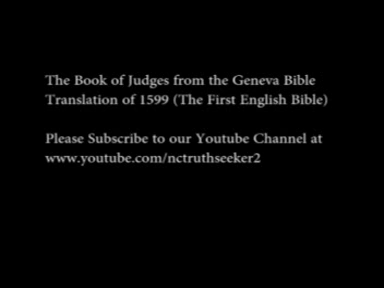 The Book of Judges from the Geneva Bible
Translation of 1599 (The First English Bible)
Please Subscribe to our Youtube Channel at
www.youtube.com/nctruthseeker2